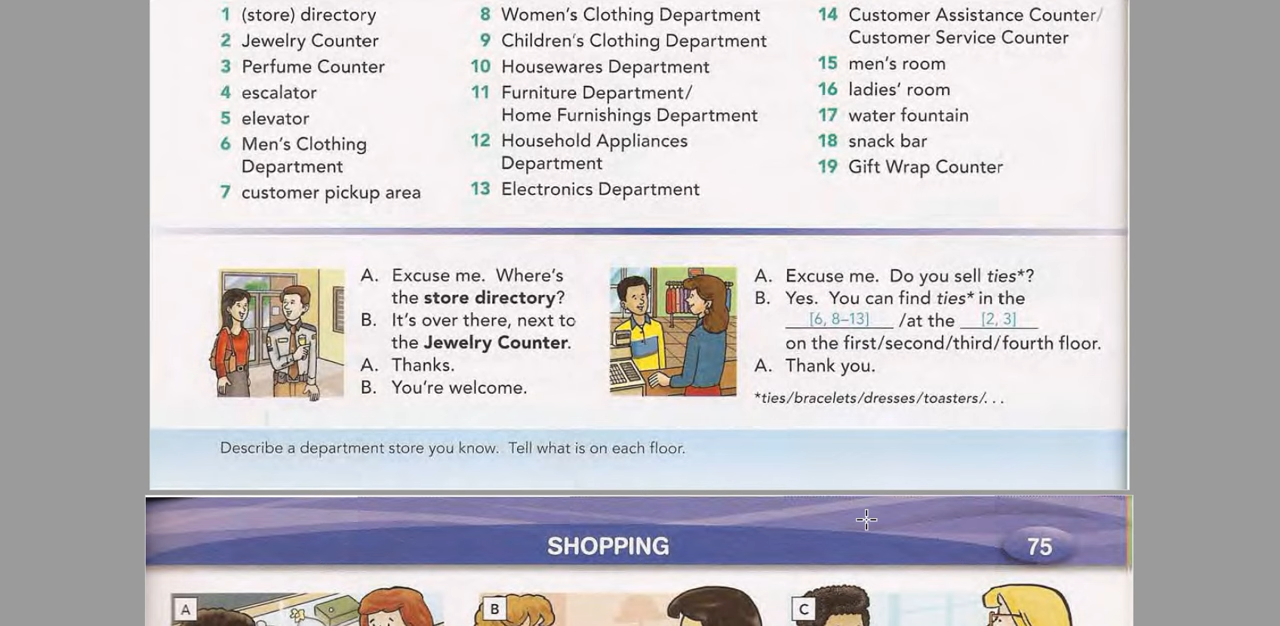 1 (store) directory
2 Jewelry Counter
3 Perfume Counter
4 escalator
5 elevator
6 Men's Clothing
Department
7 customer pickup area
8 Women's Clothing Department
9 Children's Clothing Department
10 Housewares Department
11 Furniture Department/
Home Furnishings Department
12 Household Appliances
Department
13 Electronics Department
14 Customer Assistance Counter/
Customer Service Counter
15 men's room
16 ladies' room
17 water fountain
18 snack bar
19 Gift Wrap Counter
A. Excuse me. Where's
the store directory?
B. It's over there, next to
the Jewelry Counter.
A. Thanks.
B. You're welcome.
A. Excuse me. Do you sell ties*?
B. Yes. You can find ties* in the
[6, 8–13] /at the [2, 3]
on the first/second/third/fourth floor.
A. Thank you.
*ties/bracelets/dresses/toasters/. . .
Describe a department store you know. Tell what is on each floor.
SHOPPING
75
A
B
C